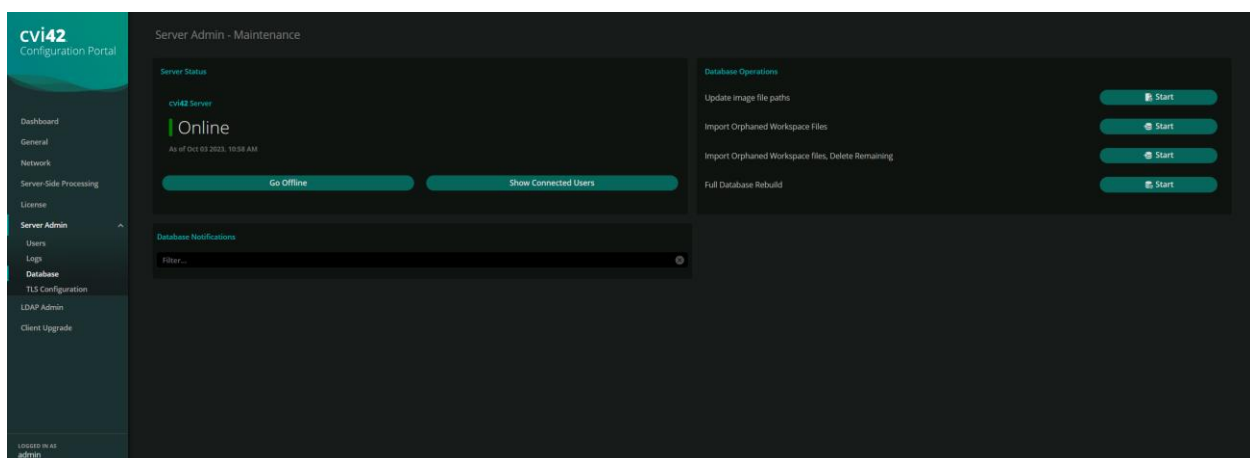 cvi42
Configuration Portal
Dashboard
General
Network
Server-Side Processing
License
Server Admin
Users
Logs
Database
TLS Configuration
LDAP Admin
Client Upgrade
LOGGED IN AS
admin
Server Admin - Maintenance
Server Status
cvi42 Server
Online
As of Oct 03 2023, 10:58 AM
Go Offline
Show Connected Users
Database Operations
Update image file paths
Start
Import Orphaned Workspace Files
Start
Import Orphaned Workspace files, Delete Remaining
Start
Full Database Rebuild
Start
Database Notifications
Filter...